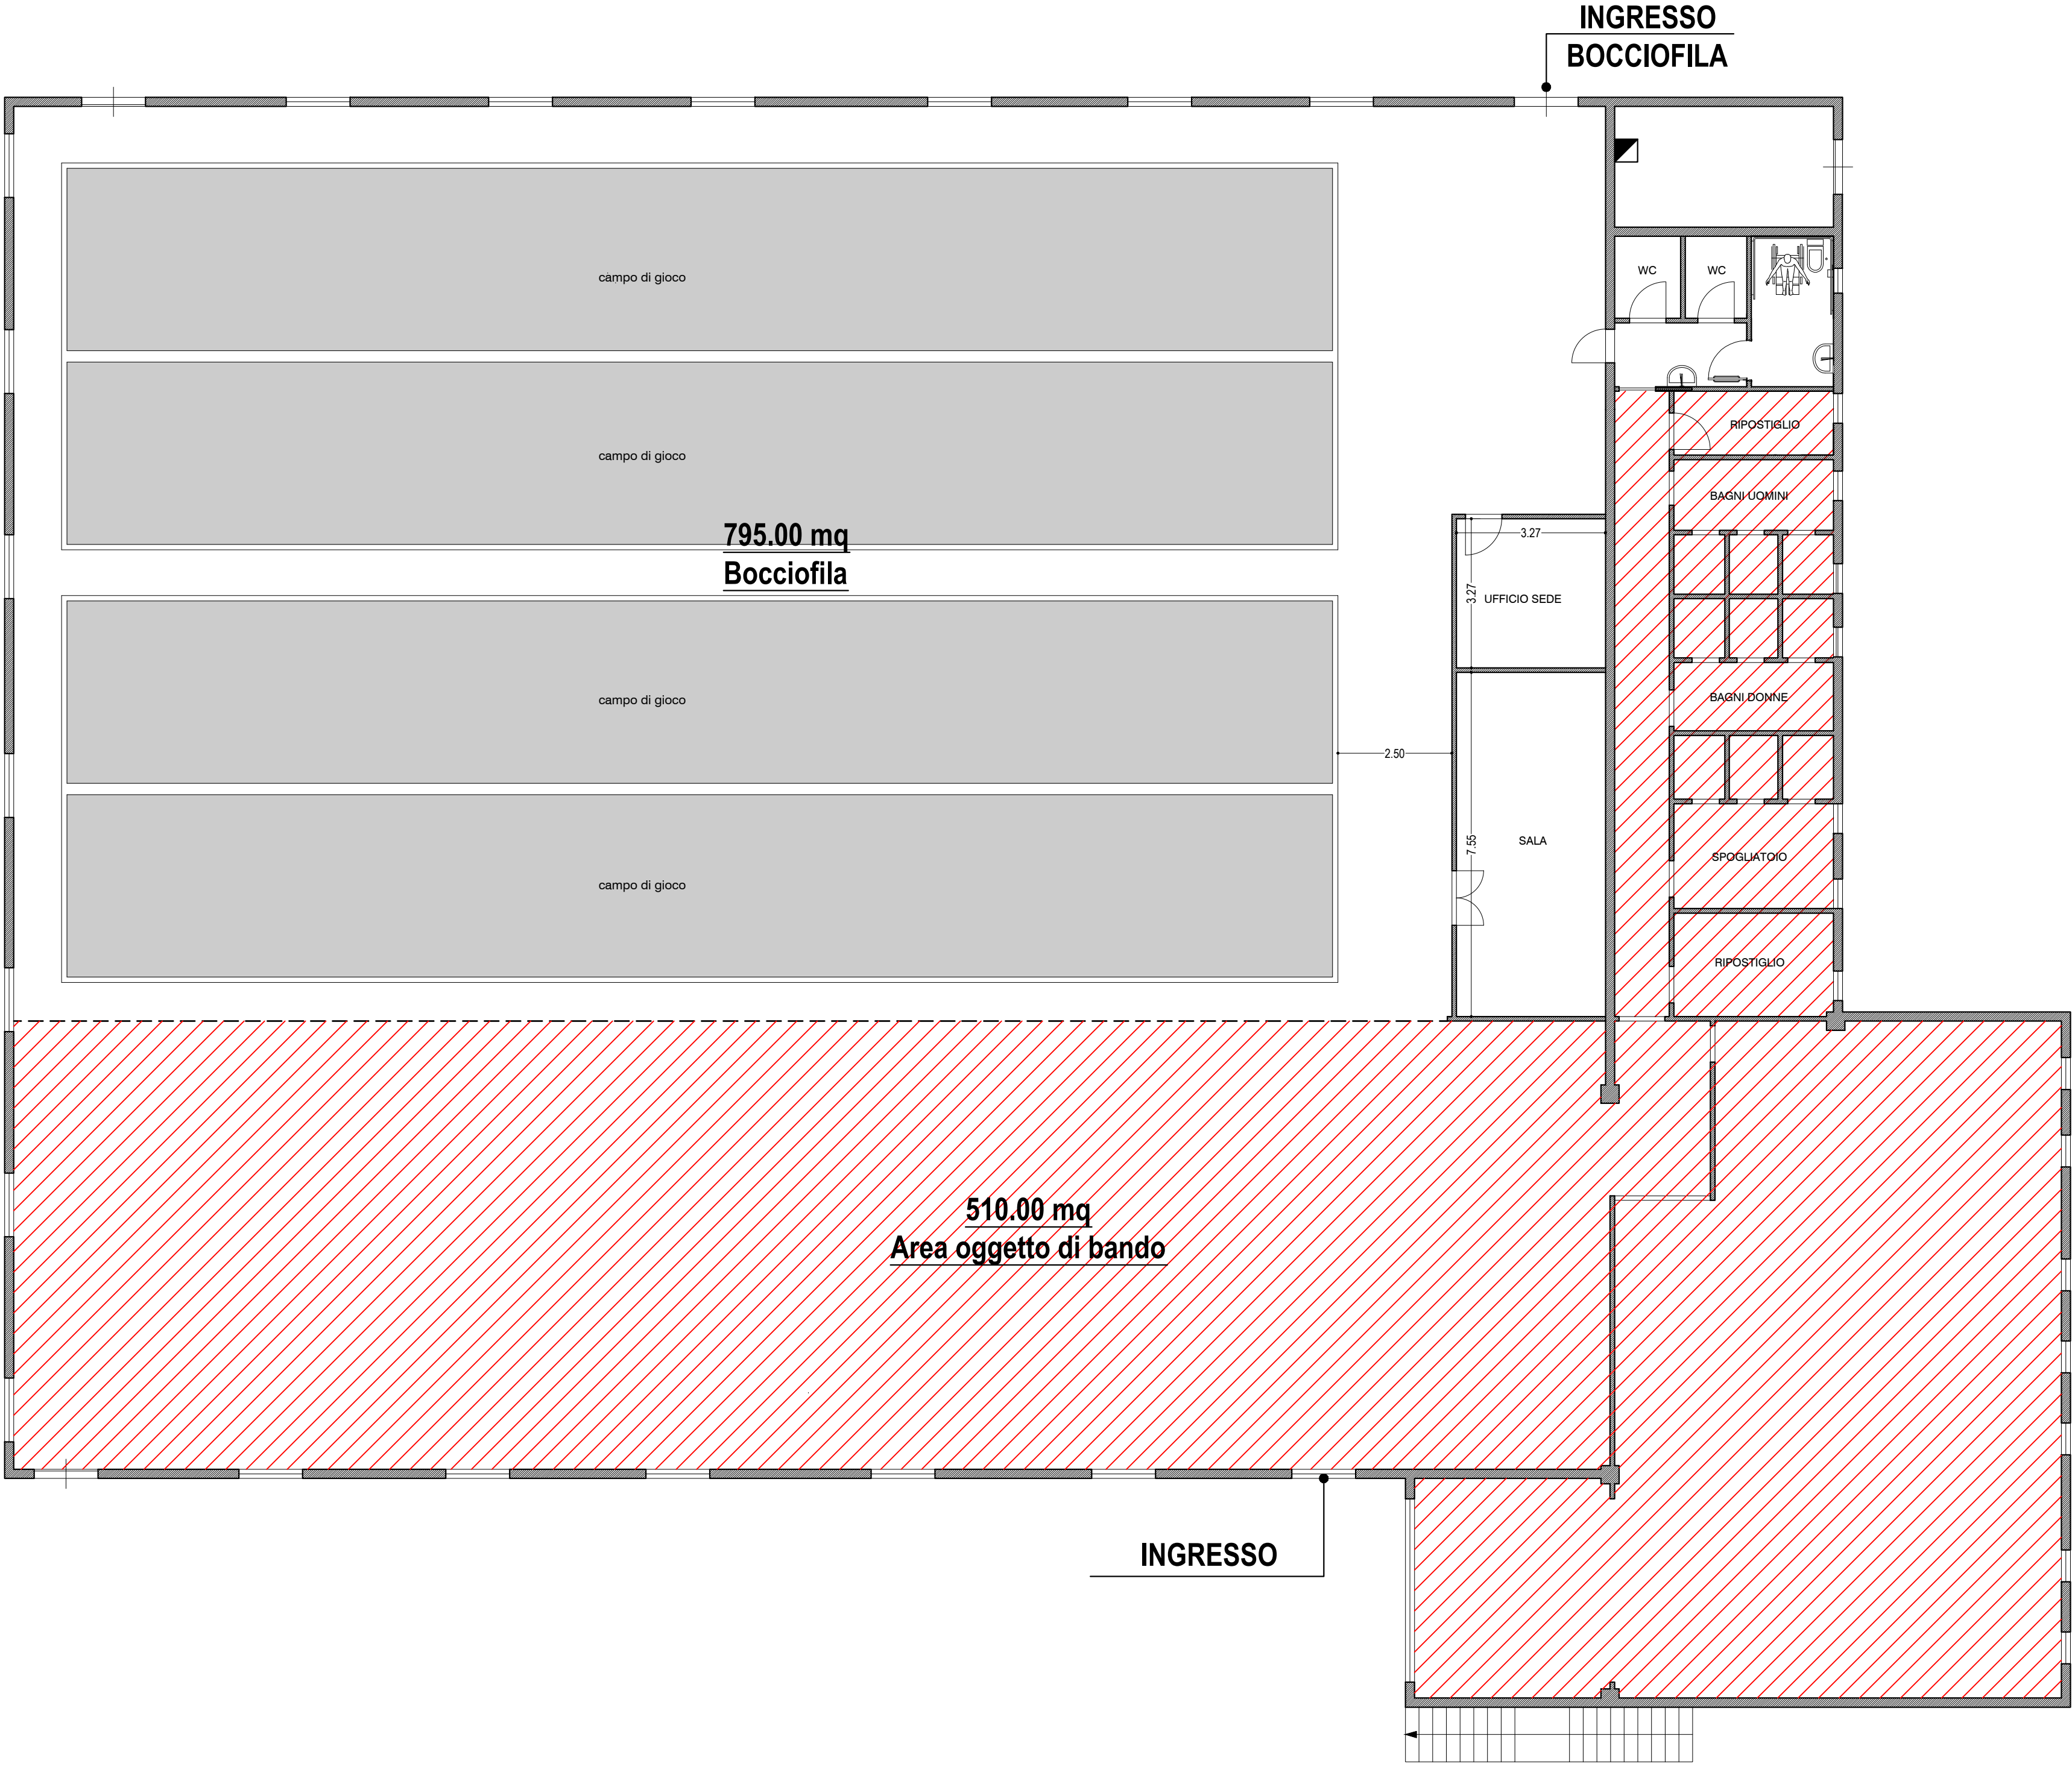 INGRESSO
BOCCIOFILA
WC
WC
campo di gioco
RIPOSTIGLIO
campo di gioco
BAGNI UOMINI
795.00 mq
Bocciofila
3.27
3.27
UFFICIO SEDE
campo di gioco
BAGNI DONNE
2.50
7.55
SALA
SPOGLIATOIO
campo di gioco
RIPOSTIGLIO
510.00 mq
Area oggetto di bando
INGRESSO